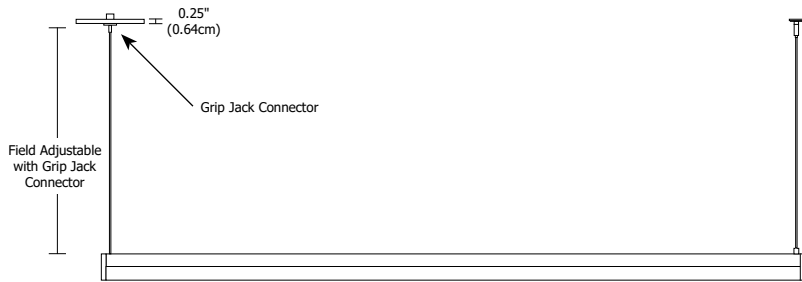 0.25"
(0.64cm)
Grip Jack Connector
Field Adjustable
with Grip Jack
Connector